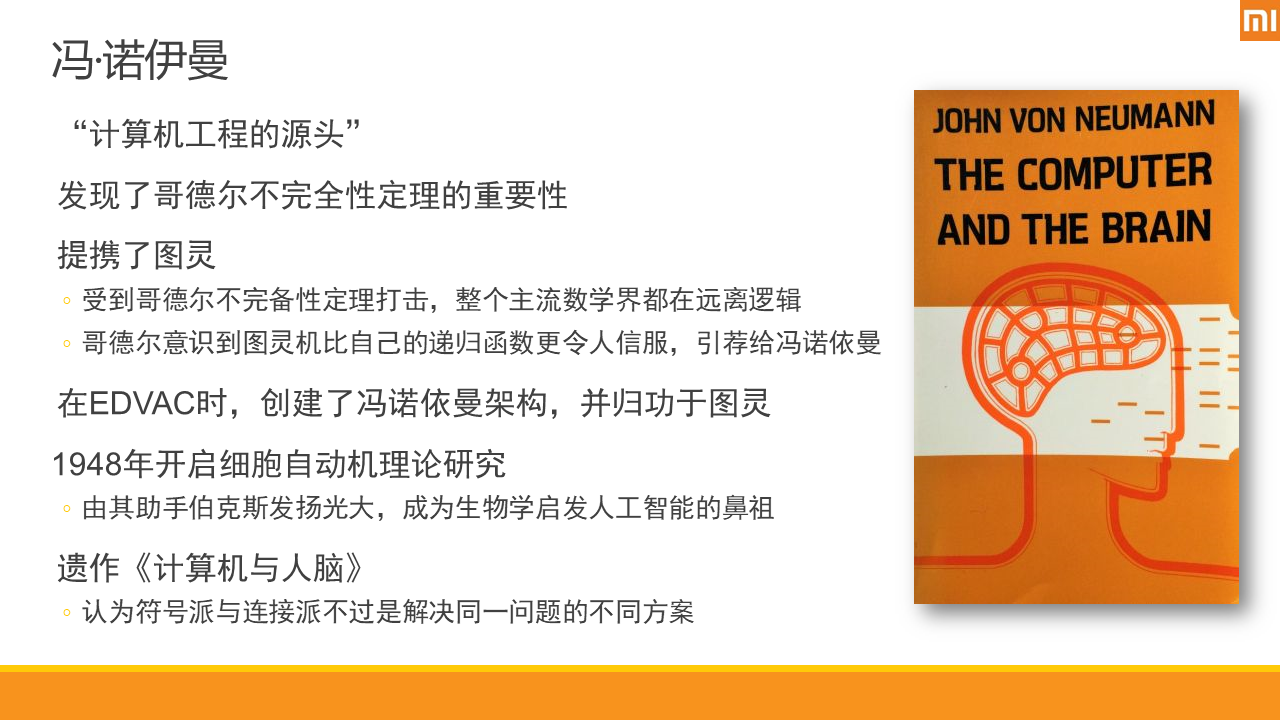 冯·诺伊曼
“计算机工程的源头”
发现了哥德尔不完全性定理的重要性
提携了图灵
◦ 受到哥德尔不完备性定理打击，整个主流数学界都在远离逻辑
◦ 哥德尔意识到图灵机比自己的递归函数更令人信服，引荐给冯诺依曼
在EDVAC时，创建了冯诺依曼架构，并归功于图灵
1948年开启细胞自动机理论研究
◦ 由其助手伯克斯发扬光大，成为生物学启发人工智能的鼻祖
遗作《计算机与人脑》
◦ 认为符号派与连接派不过是解决同一问题的不同方案
MI
JOHN VON NEUMANN
THE COMPUTER
AND THE BRAIN